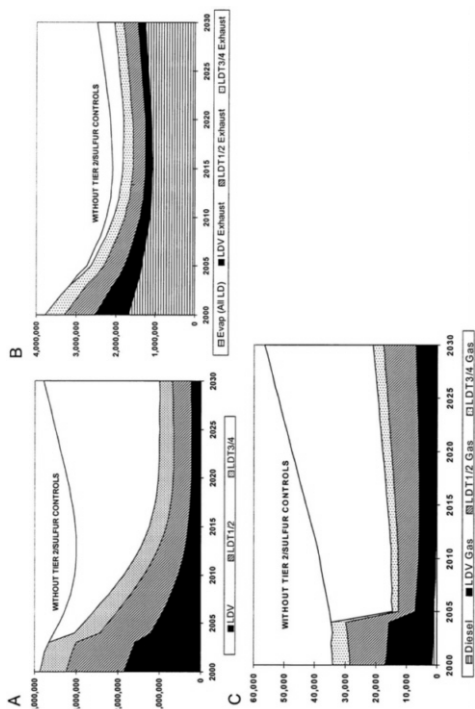 A
,000,000
,000,000
,000,000
,000,000
0
WITHOUT TIER 2/SULFUR CONTROLS
2000 2005 2010 2015 2020 2025 2030
LDV LDT1/2 LDT3/4
B
4,000,000
3,000,000
2,000,000
1,000,000
0
WITHOUT TIER 2/SULFUR CONTROLS
2000 2005 2010 2015 2020 2025 2030
Evap (All LD) LDV Exhaust LDT1/2 Exhaust LDT3/4 Exhaust
C
60,000
50,000
40,000
30,000
20,000
10,000
0
WITHOUT TIER 2/SULFUR CONTROLS
2000 2005 2010 2015 2020 2025 2030
Diesel LDV Gas LDT1/2 Gas LDT3/4 Gas